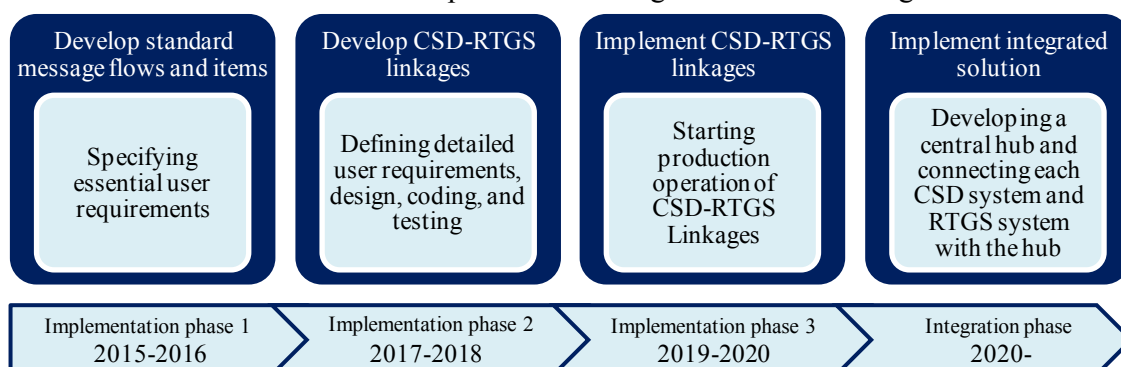 Develop standard
message flows and items
Specifying
essential user
requirements
Develop CSD-RTGS
linkages
Defining detailed
user requirements,
design, coding, and
testing
Implement CSD-RTGS
linkages
Starting
production
operation of
CSD-RTGS
Linkages
Implement integrated
solution
Developing a
central hub and
connecting each
CSD system and
RTGS system
with the hub
Implementation phase 1
2015-2016
Implementation phase 2
2017-2018
Implementation phase 3
2019-2020
Integration phase
2020-